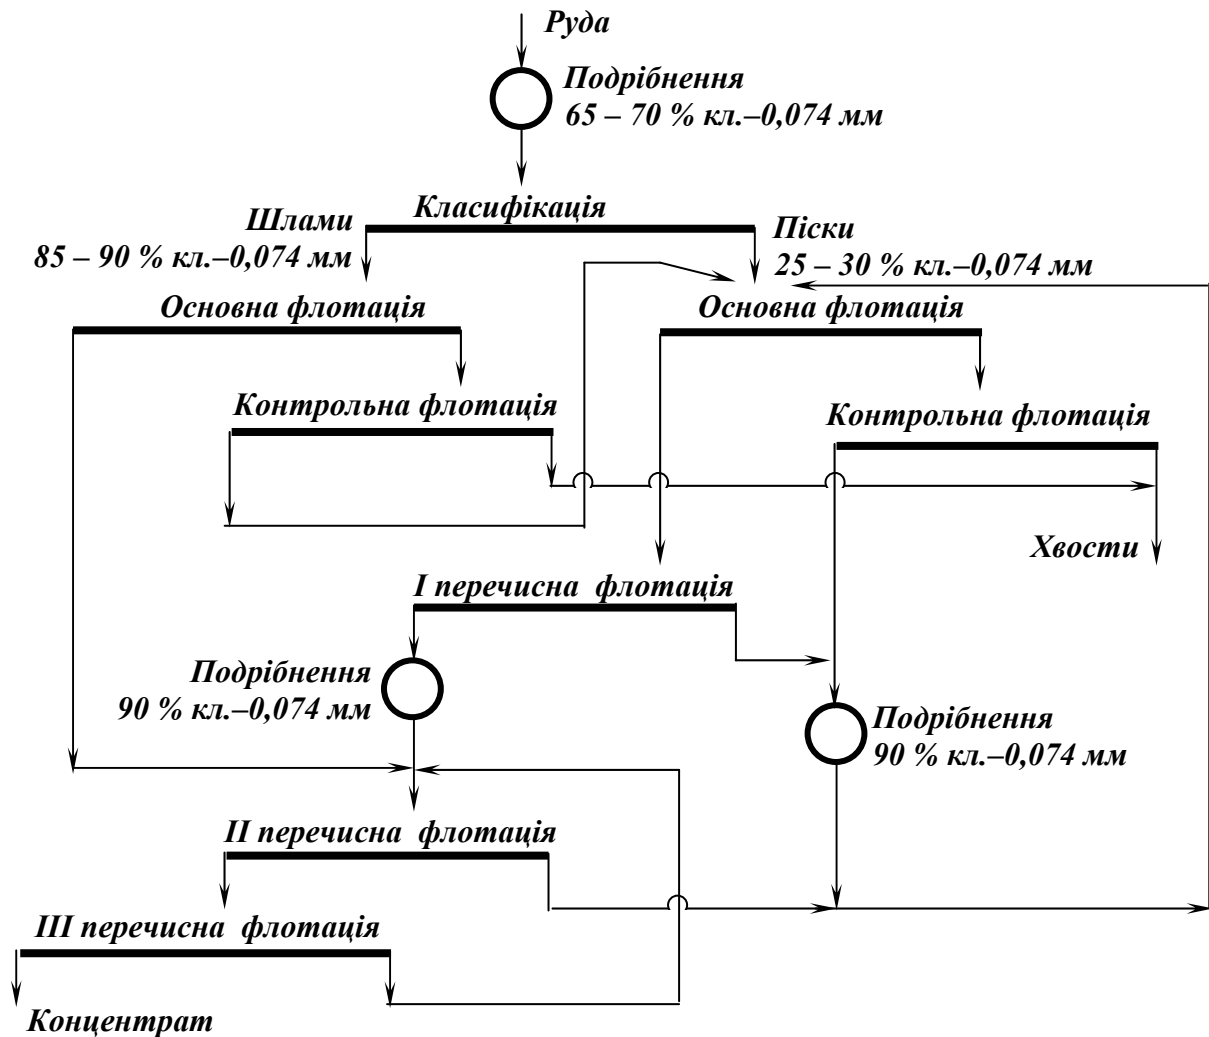 Руда
Подрібнення
65 – 70 % кл.–0,074 мм
Класифікація
Шлами
85 – 90 % кл.–0,074 мм
Піски
25 – 30 % кл.–0,074 мм
Основна флотація
Основна флотація
Контрольна флотація
Контрольна флотація
Хвости
I перечисна флотація
Подрібнення
90 % кл.–0,074 мм
Подрібнення
90 % кл.–0,074 мм
II перечисна флотація
III перечисна флотація
Концентрат